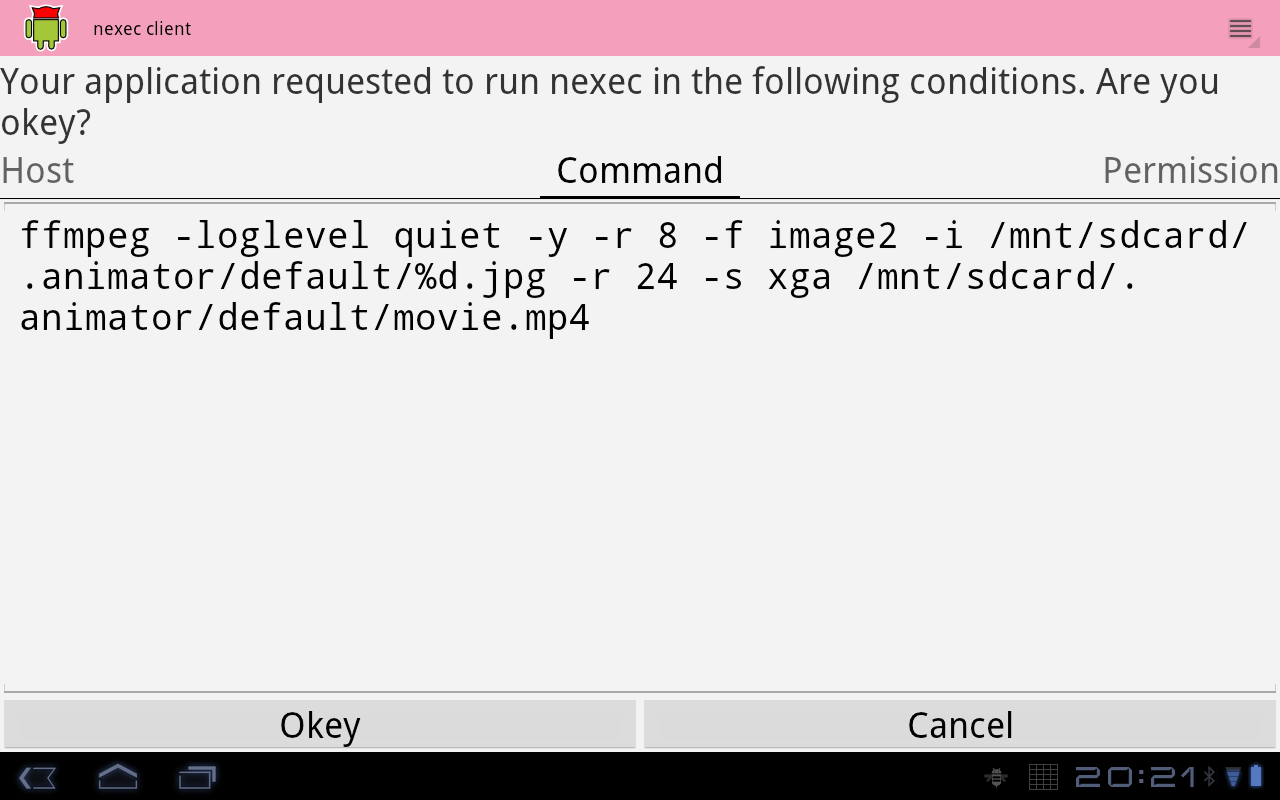 nexec client
Your application requested to run nexec in the following conditions. Are you
okey?
Host Command Permission
ffmpeg -loglevel quiet -y -r 8 -f image2 -i /mnt/sdcard/
.animator/default/%d.jpg -r 24 -s xga /mnt/sdcard/.
animator/default/movie.mp4
Okey Cancel
20:21